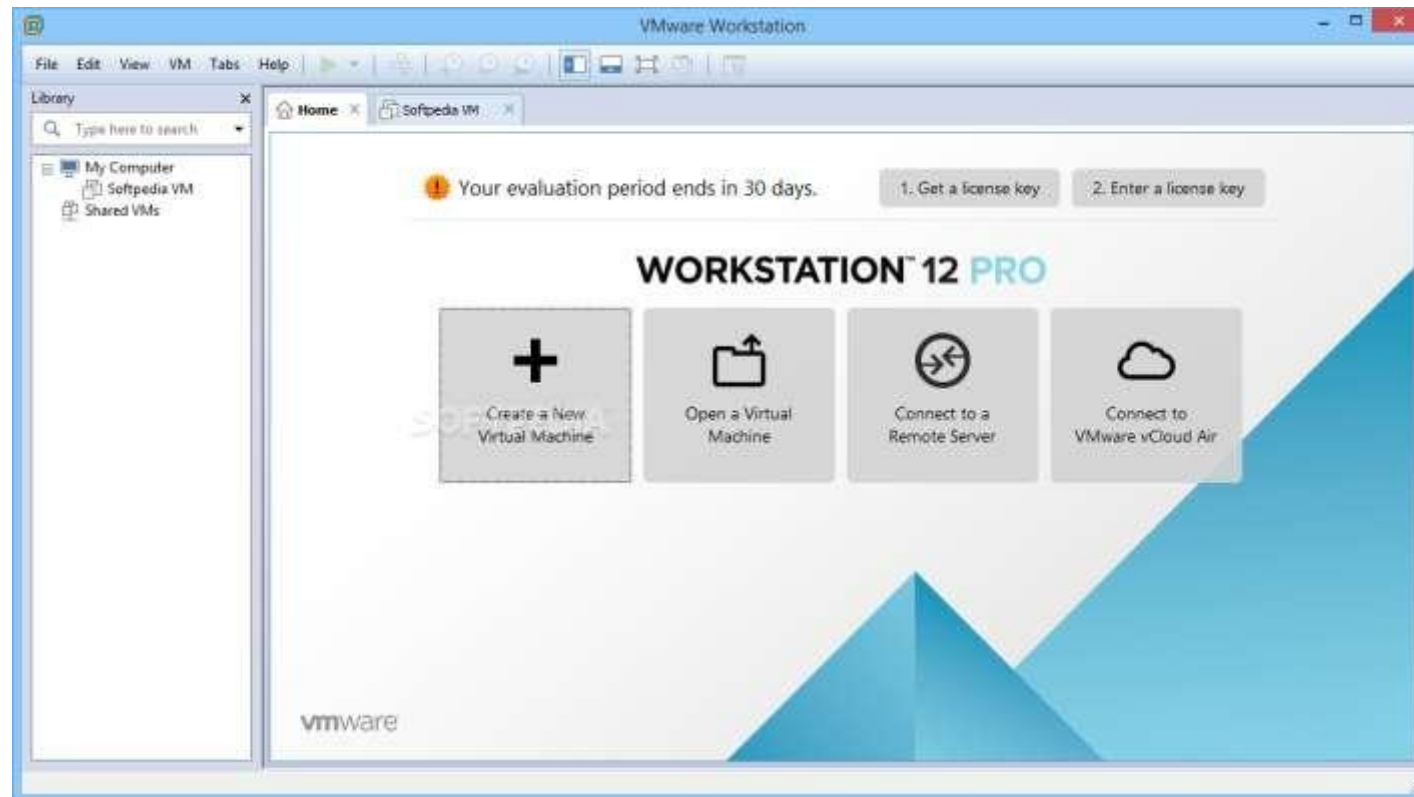 VMware Workstation
File Edit View VM Tabs Help
Library
Type here to search
My Computer
Softpedia VM
Shared VMs
Home
Softpedia VM
Your evaluation period ends in 30 days.
1. Get a license key
2. Enter a license key
WORKSTATION™ 12 PRO
Create a New
Virtual Machine
Open a Virtual
Machine
Connect to a
Remote Server
Connect to
VMware vCloud Air
SOFTPEDIA
vmware